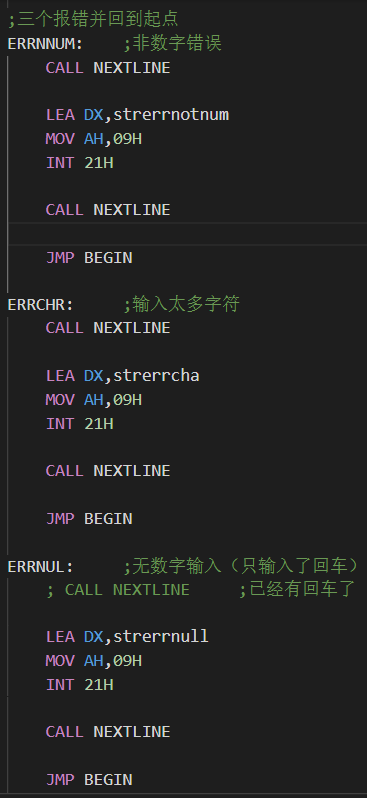 ;三个报错并回到起点
ERRNNUM:    ;非数字错误
    CALL NEXTLINE

    LEA DX,strerrnotnum
    MOV AH,09H
    INT 21H

    CALL NEXTLINE

    JMP BEGIN

ERRCHR:     ;输入太多字符
    CALL NEXTLINE

    LEA DX,strerrcha
    MOV AH,09H
    INT 21H

    CALL NEXTLINE

    JMP BEGIN

ERRNUL:     ;无数字输入（只输入了回车）
    ; CALL NEXTLINE     ;已经有回车了

    LEA DX,strerrnull
    MOV AH,09H
    INT 21H

    CALL NEXTLINE

    JMP BEGIN